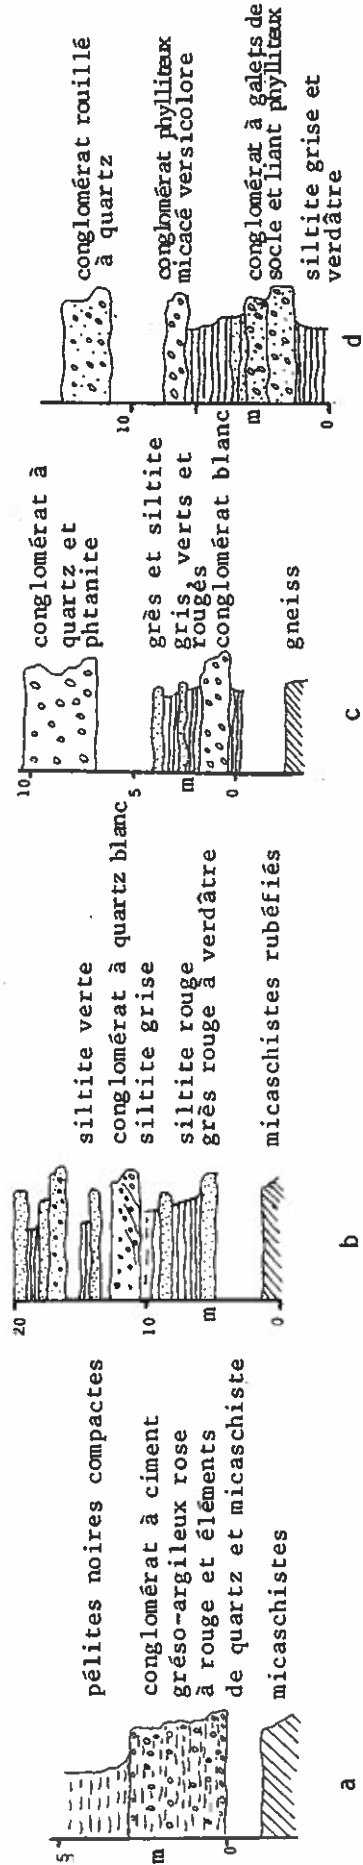 5
m
0
pélites noires compactes
conglomérat à ciment
gréso-argileux rose
à rouge et éléments
de quartz et micaschiste
micaschistes
a
20
10
m
0
siltite verte
conglomérat à quartz blanc
siltite grise
siltite rouge
grès rouge à verdâtre
micaschistes rubéfiés
b
10
5
m
0
conglomérat à
quartz et
phtanite
grès et siltite
gris, verts et
rouges
conglomérat blanc
gneiss
c
10
m
0
conglomérat rouillé
à quartz
conglomérat phylliteux
micacé versicolore
conglomérat à galets de
socle et liant phylliteux
siltite grise et
verdâtre
d